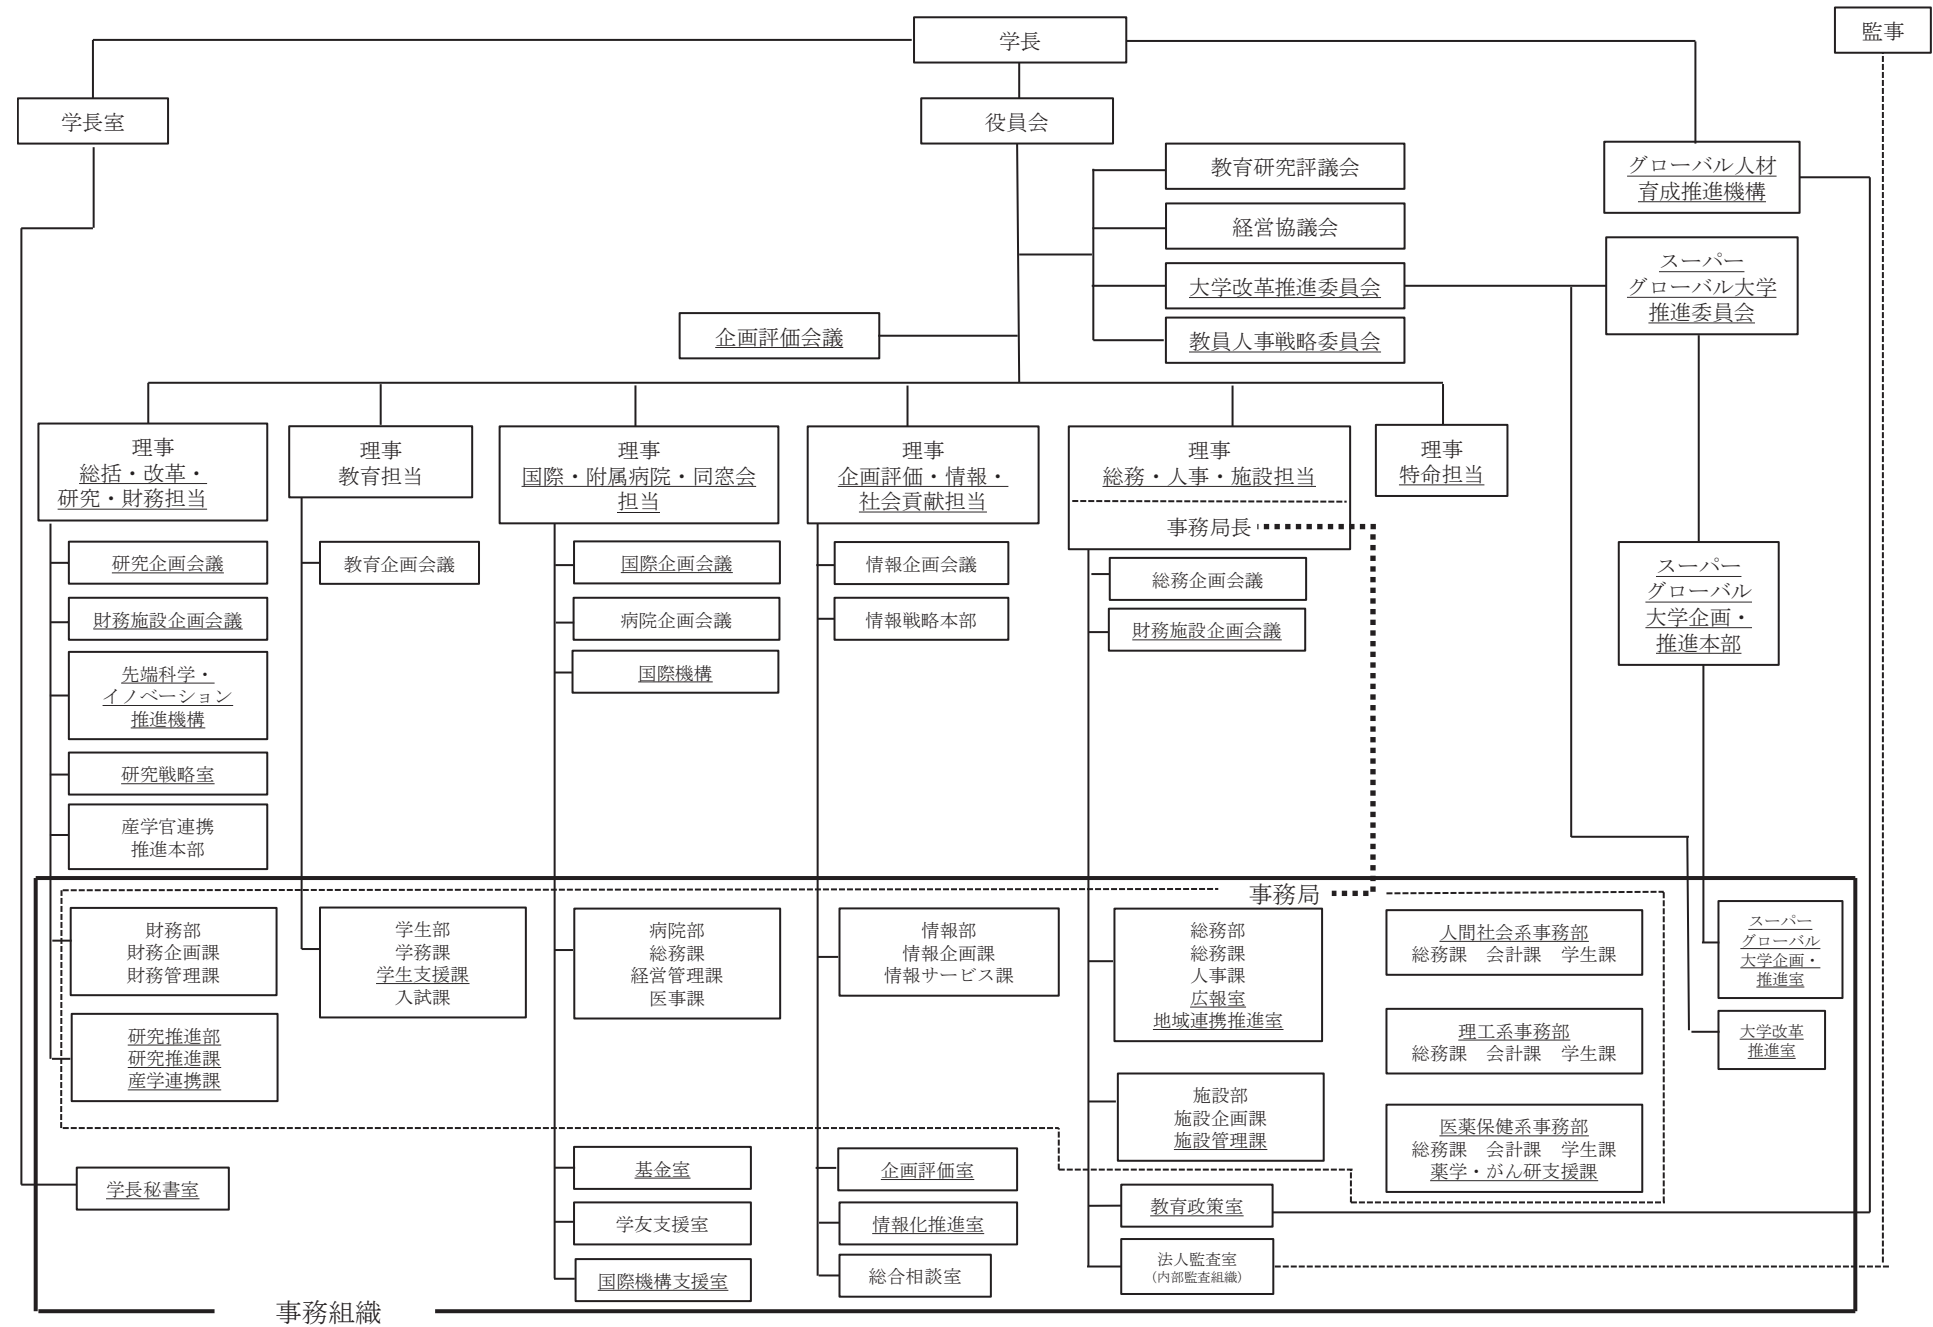 学長
監事
学長室
役員会
教育研究評議会
経営協議会
大学改革推進委員会
教員人事戦略委員会
グローバル人材
育成推進機構
スーパー
グローバル大学
推進委員会
企画評価会議
理事
総括・改革・
研究・財務担当
理事
教育担当
理事
国際・附属病院・同窓会
担当
理事
企画評価・情報・
社会貢献担当
理事
総務・人事・施設担当
事務局長
理事
特命担当
研究企画会議
財務施設企画会議
先端科学・
イノベーション
推進機構
研究戦略室
産学官連携
推進本部
教育企画会議
国際企画会議
病院企画会議
国際機構
情報企画会議
情報戦略本部
総務企画会議
財務施設企画会議
スーパー
グローバル
大学企画・
推進本部
事務局
財務部
財務企画課
財務管理課
研究推進部
研究推進課
産学連携課
学生部
学務課
学生支援課
入試課
病院部
総務課
経営管理課
医事課
情報部
情報企画課
情報サービス課
総務部
総務課
人事課
広報室
地域連携推進室
施設部
施設企画課
施設管理課
人間社会系事務部
総務課 会計課 学生課
理工系事務部
総務課 会計課 学生課
医薬保健系事務部
総務課 会計課 学生課
薬学・がん研支援課
スーパー
グローバル
大学企画・
推進室
大学改革
推進室
学長秘書室
基金室
学友支援室
国際機構支援室
企画評価室
情報化推進室
総合相談室
教育政策室
法人監査室
(内部監査組織)
事務組織